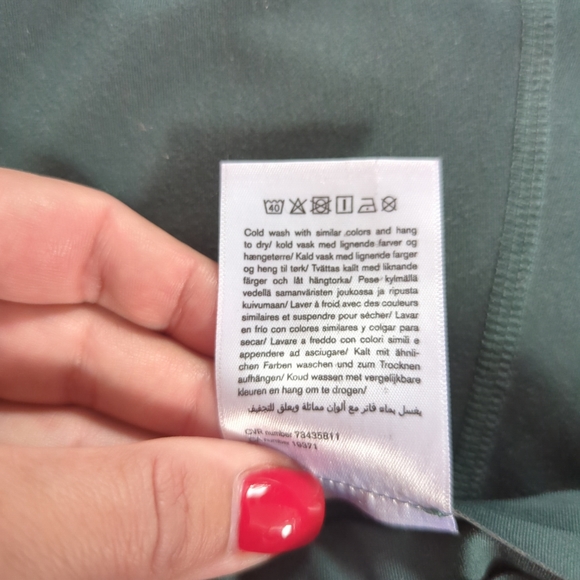 40
Cold wash with similar colors and hang
to dry/ kold vask med lignende farver og
hængetørre/ Kald vask med lignende farger
og heng til tørk/ Tvättas kallt med liknande
färger och låt hängtorka/ Pese kylmällä
vedellä samanväristen joukossa ja ripusta
kuivumaan/ Laver à froid avec des couleurs
similaires et suspendre pour sécher/ Lavar
en frío con colores similares y colgar para
secar/ Lavare a freddo con colori simili e
appendere ad asciugare/ Kalt mit ähnli-
chen Farben waschen und zum Trocknen
aufhängen/ Koud wassen met vergelijkbare
kleuren en hang om te drogen/
يغسل بماء فاتر مع ألوان مماثلة ويعلق للتجفيف
CVR number 73435811
number 10371